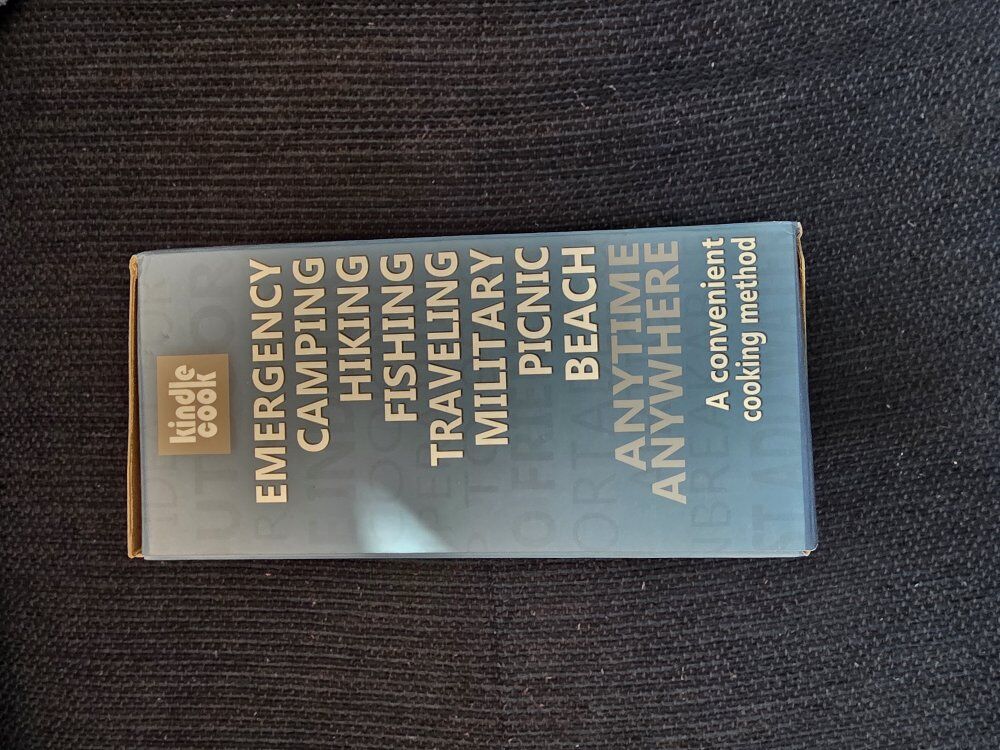 kindle
cook
EMERGENCY
CAMPING
HIKING
FISHING
TRAVELING
MILITARY
PICNIC
BEACH
ANYTIME
ANYWHERE
A convenient
cooking method